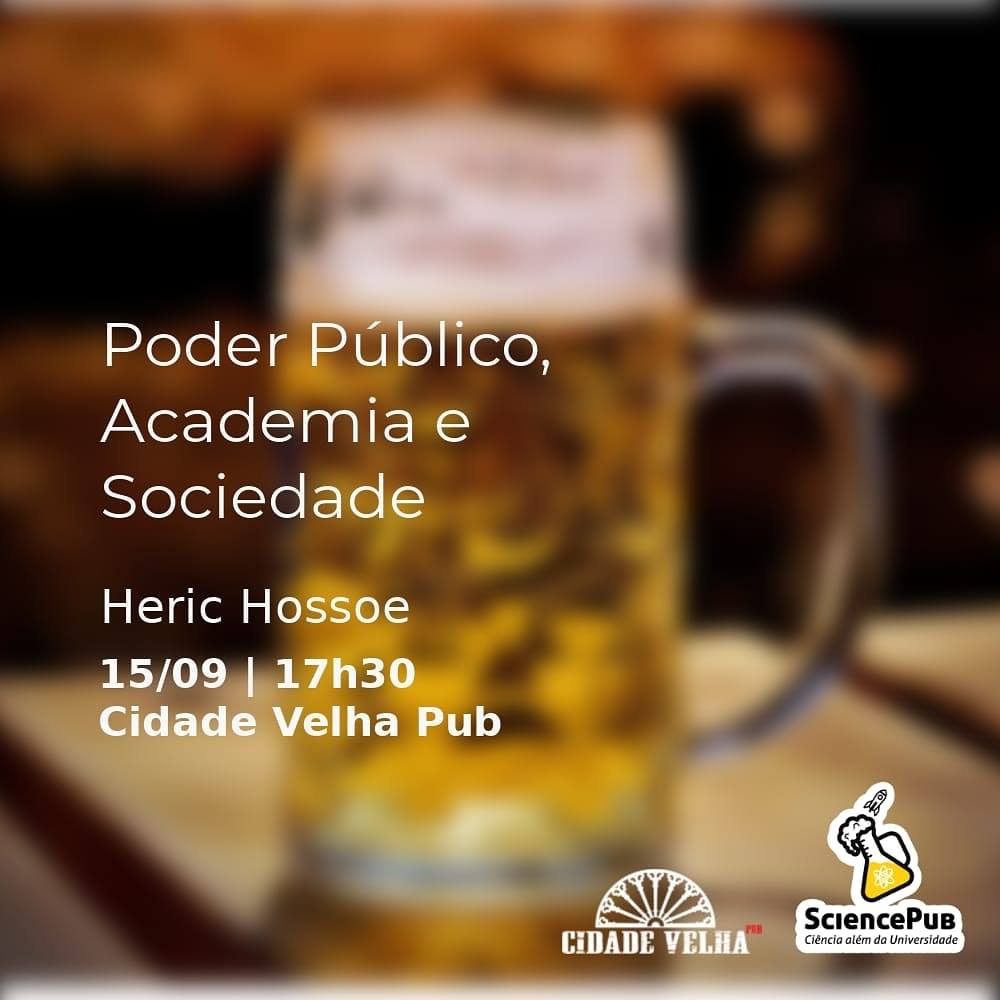 Poder Público,
Academia e
Sociedade
Heric Hossoe
15/09 | 17h30
Cidade Velha Pub
CIDADE VELHA PUB
SciencePub
Ciência além da Universidade